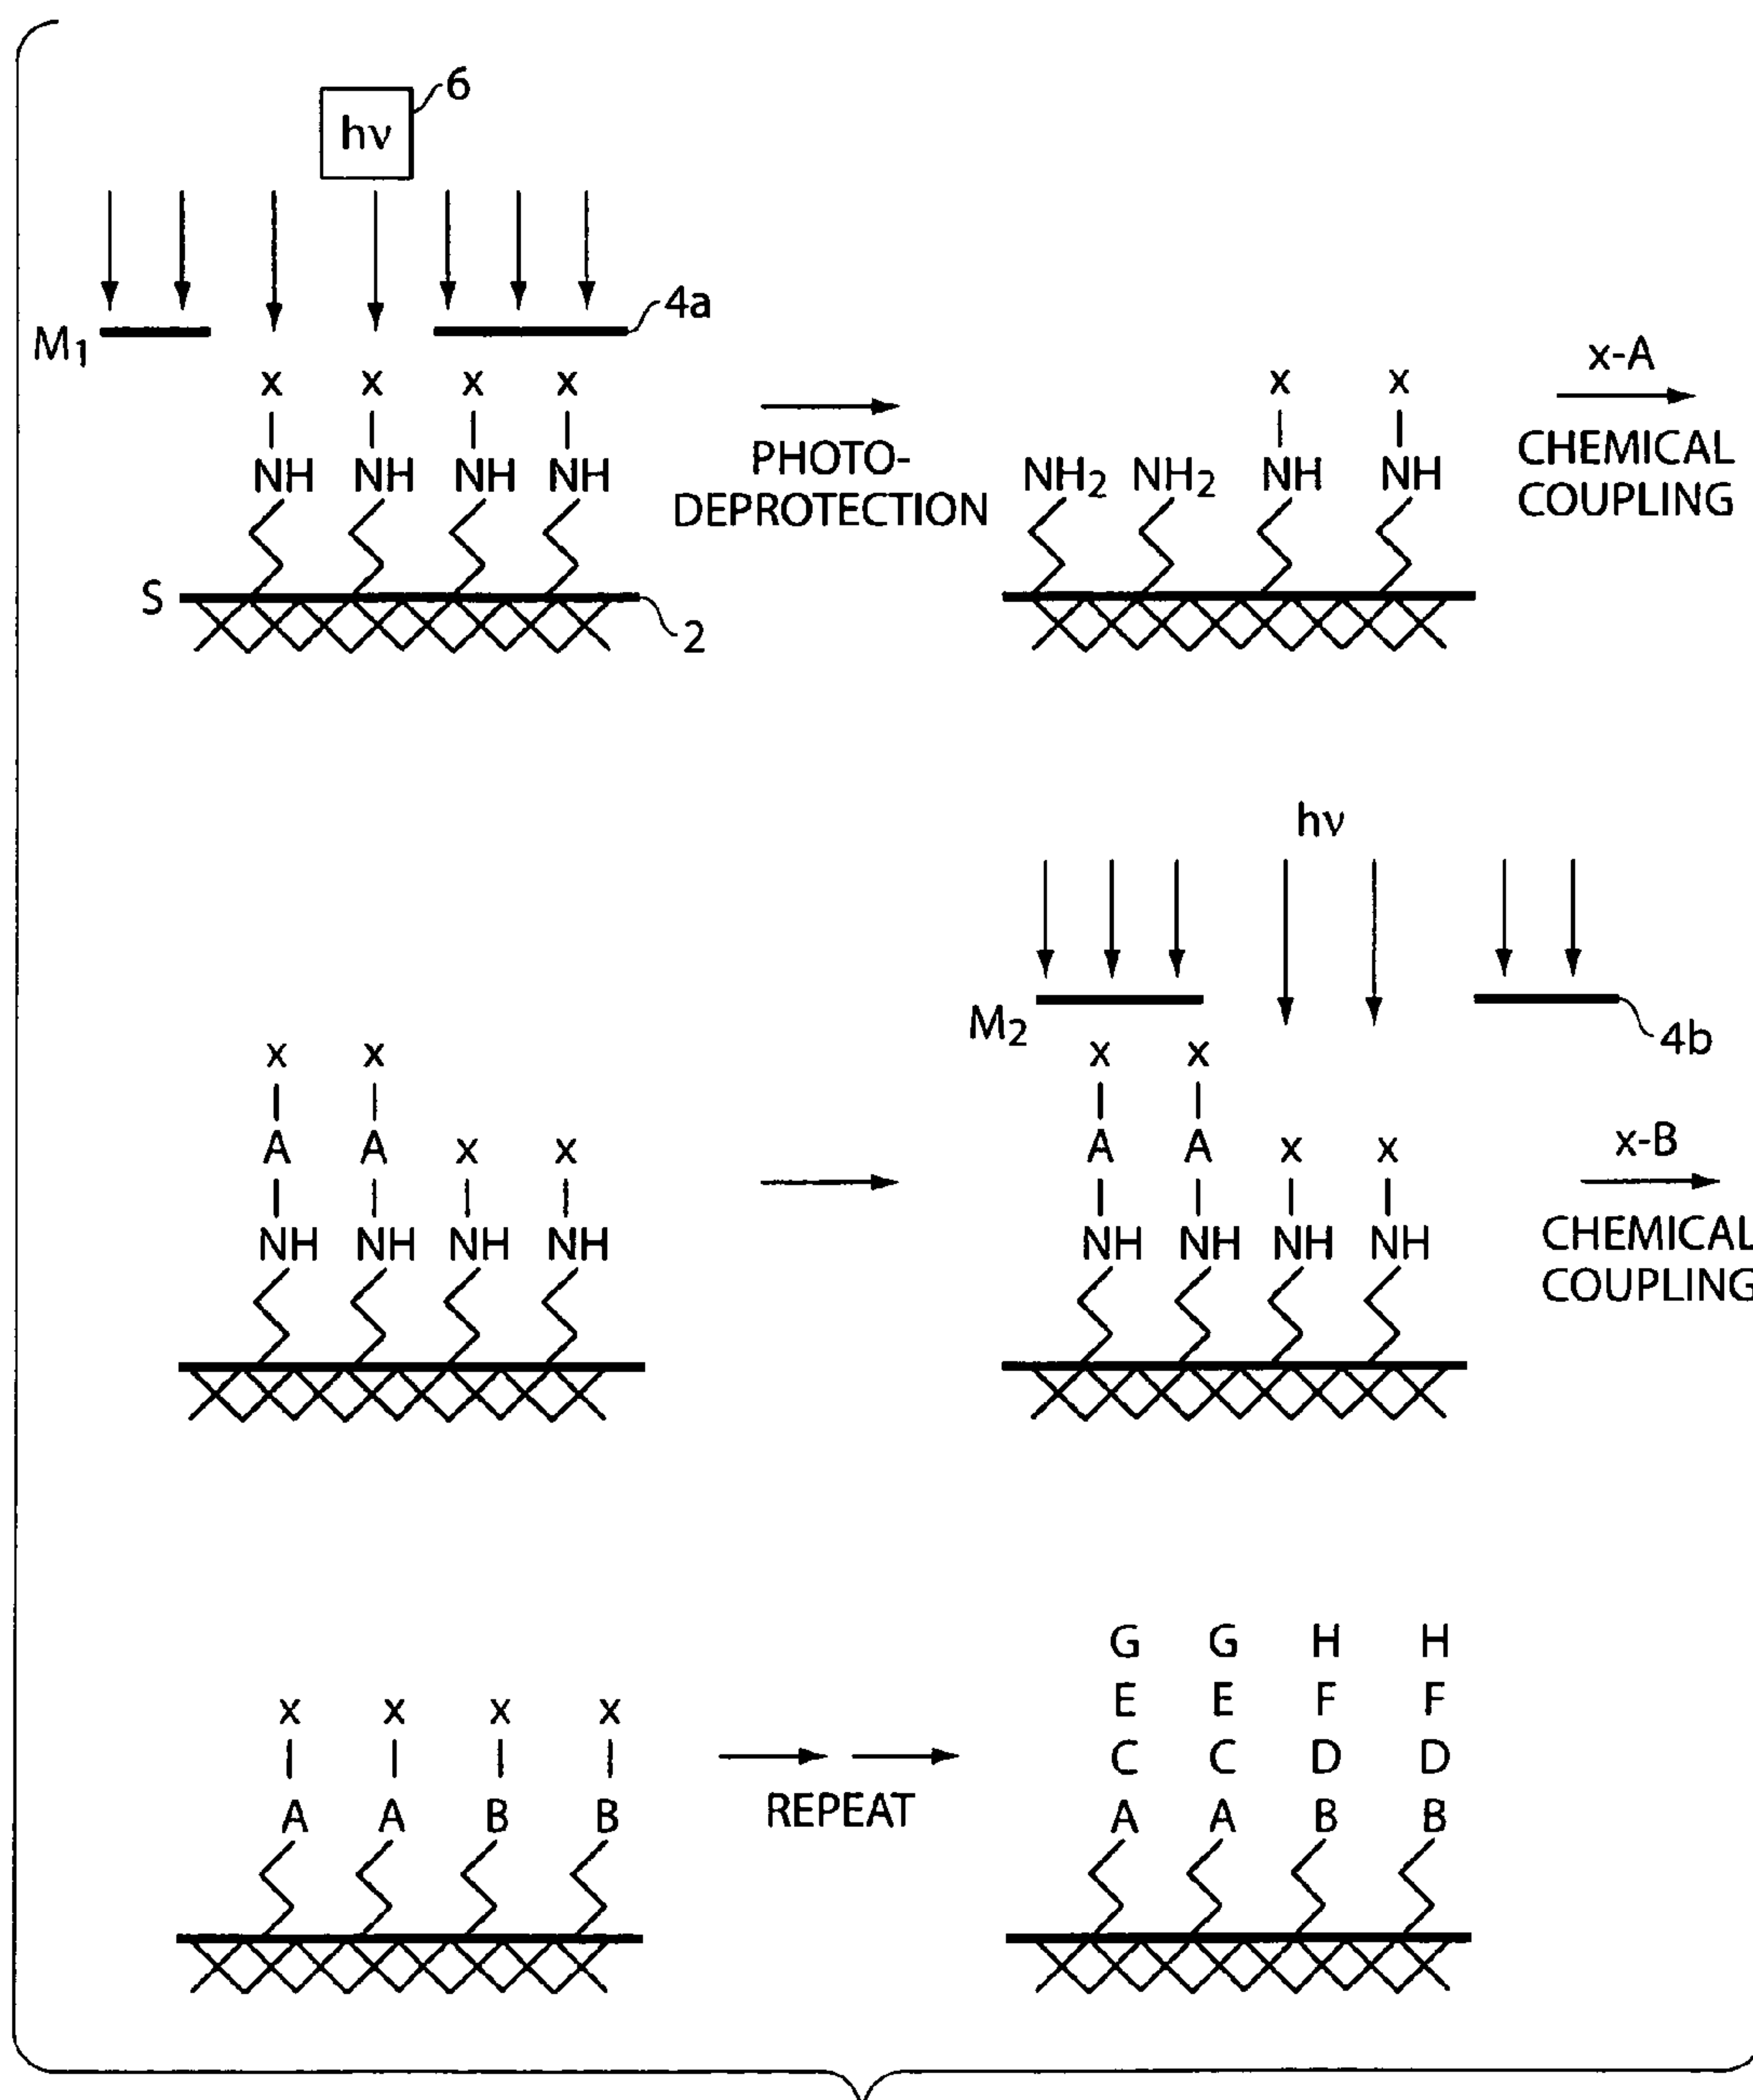 6
hν
4a
M1
x x x x
NH NH NH NH
S
2
PHOTO-
DEPROTECTION
x x
NH2 NH2 NH NH
x-A
CHEMICAL
COUPLING
hν
M2
4b
x x
A A x x
NH NH NH NH
x x
A A x x
NH NH NH NH
x-B
CHEMICAL
COUPLING
x x x x
A A B B
REPEAT
G G H H
E E F F
C C D D
A A B B